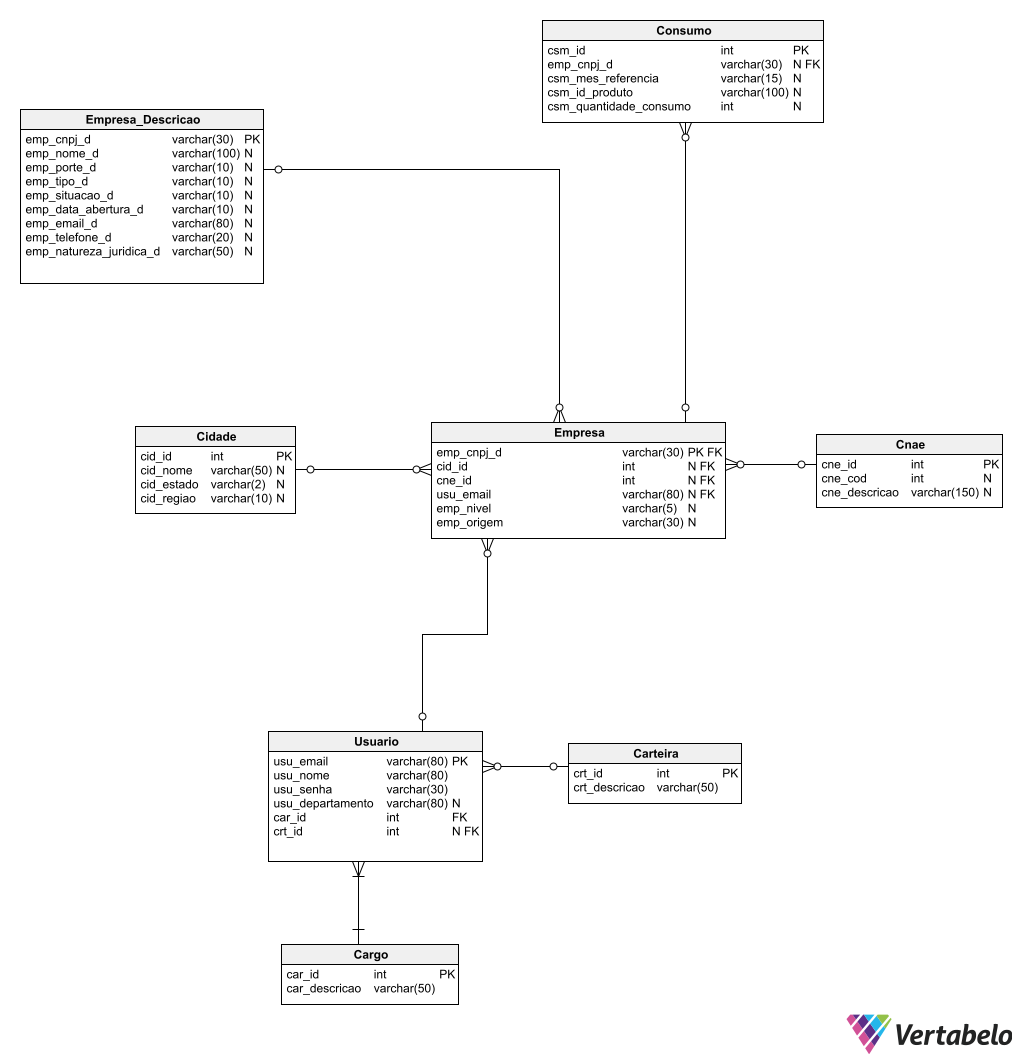 Consumo
csm_id int PK
emp_cnpj_d varchar(30) N FK
csm_mes_referencia varchar(15) N
csm_id_produto varchar(100) N
csm_quantidade_consumo int N
Empresa_Descricao
emp_cnpj_d varchar(30) PK
emp_nome_d varchar(100) N
emp_porte_d varchar(10) N
emp_tipo_d varchar(10) N
emp_situacao_d varchar(10) N
emp_data_abertura_d varchar(10) N
emp_email_d varchar(80) N
emp_telefone_d varchar(20) N
emp_natureza_juridica_d varchar(50) N
Cidade
cid_id int PK
cid_nome varchar(50) N
cid_estado varchar(2) N
cid_regiao varchar(10) N
Empresa
emp_cnpj_d varchar(30) PK FK
cid_id int N FK
cne_id int N FK
usu_email varchar(80) N FK
emp_nivel varchar(5) N
emp_origem varchar(30) N
Cnae
cne_id int PK
cne_cod int N
cne_descricao varchar(150) N
Usuario
usu_email varchar(80) PK
usu_nome varchar(80)
usu_senha varchar(30)
usu_departamento varchar(80) N
car_id int FK
crt_id int N FK
Carteira
crt_id int PK
crt_descricao varchar(50)
Cargo
car_id int PK
car_descricao varchar(50)
Vertabelo